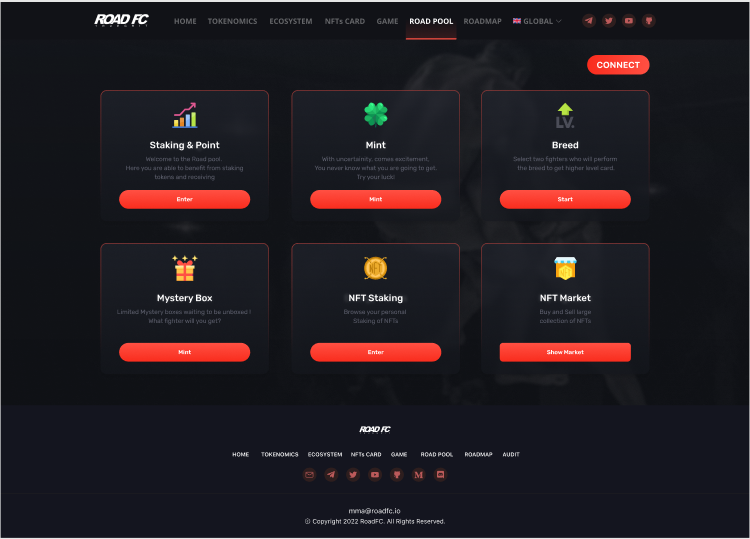 ROAD FC
HOME TOKENOMICS ECOSYSTEM NFTs CARD GAME ROAD POOL ROADMAP GLOBAL
CONNECT
Staking & Point
Welcome to the Road pool.
Here you are able to benefit from staking
tokens and receiving
Enter
Mint
With uncertainty, comes excitement,
You never know what you are going to get,
Try your luck!
Mint
LV.
Breed
Select two fighters who will perform
the breed to get higher level card.
Start
Mystery Box
Limited Mystery boxes waiting to be unboxed !
What fighter will you get?
Mint
NFT
NFT Staking
Browse your personal
Staking of NFTs
Enter
NFT Market
Buy and Sell large
collection of NFTs
Show Market
ROAD FC
HOME TOKENOMICS ECOSYSTEM NFTs CARD GAME ROAD POOL ROADMAP AUDIT
mma@roadfc.io
© Copyright 2022 RoadFC. All Rights Reserved.